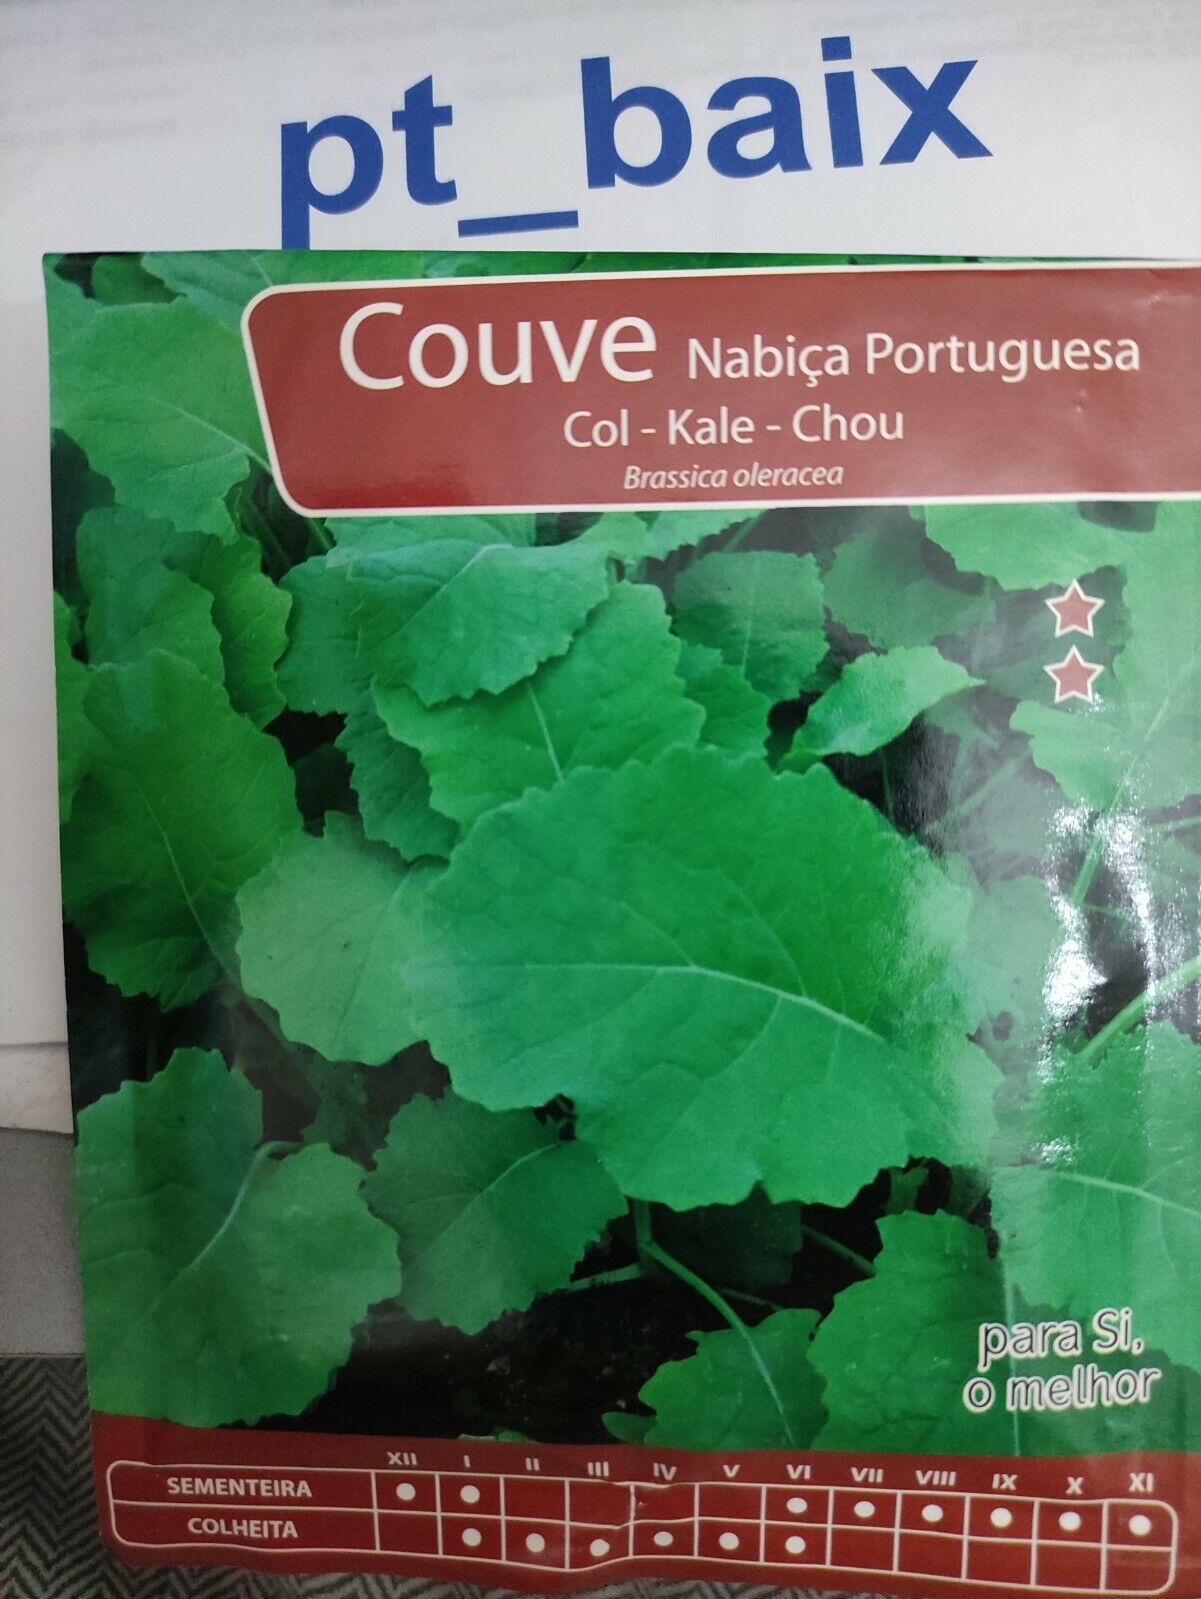 pt_baix
Couve Nabiça Portuguesa
Col - Kale - Chou
Brassica oleracea
para Si,
o melhor
XII I II III IV V VI VII VIII IX X XI
SEMENTEIRA
COLHEITA